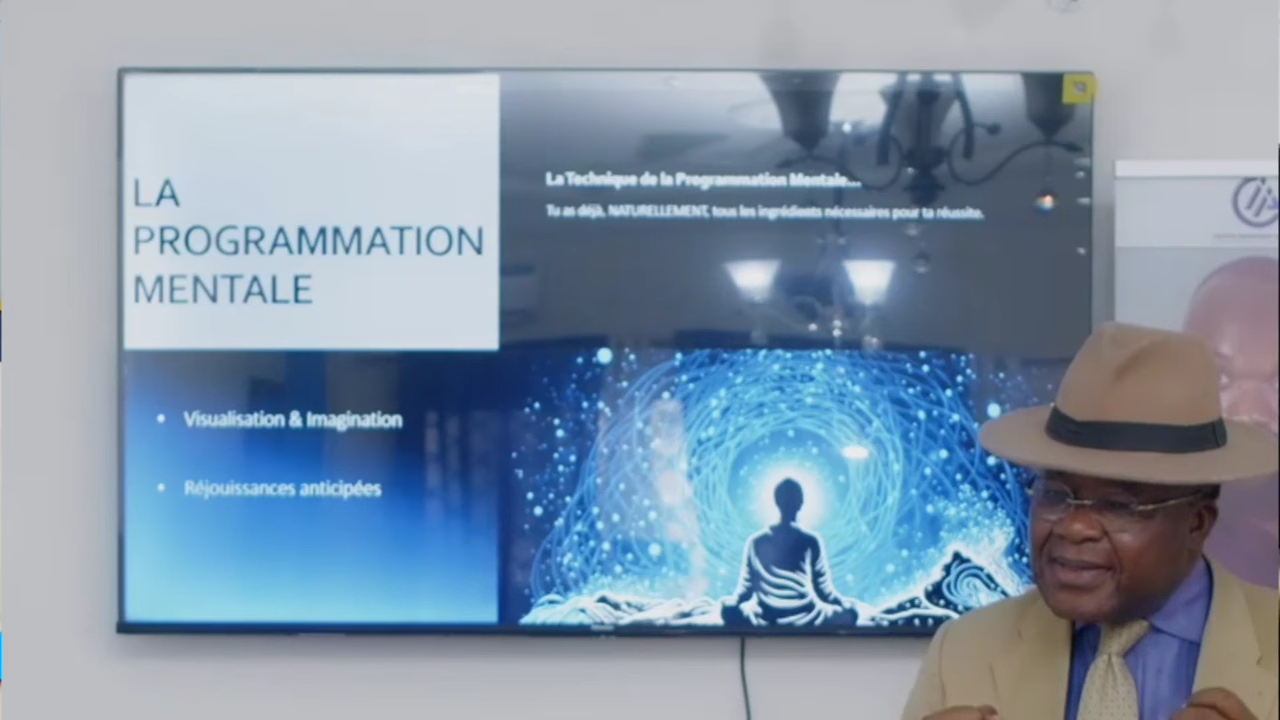 LA
PROGRAMMATION
MENTALE
La Technique de la Programmation Mentale...
Tu as déjà, NATURELLEMENT, tous les ingrédients nécessaires pour ta réussite.
• Visualisation & Imagination
• Réjouissances anticipées